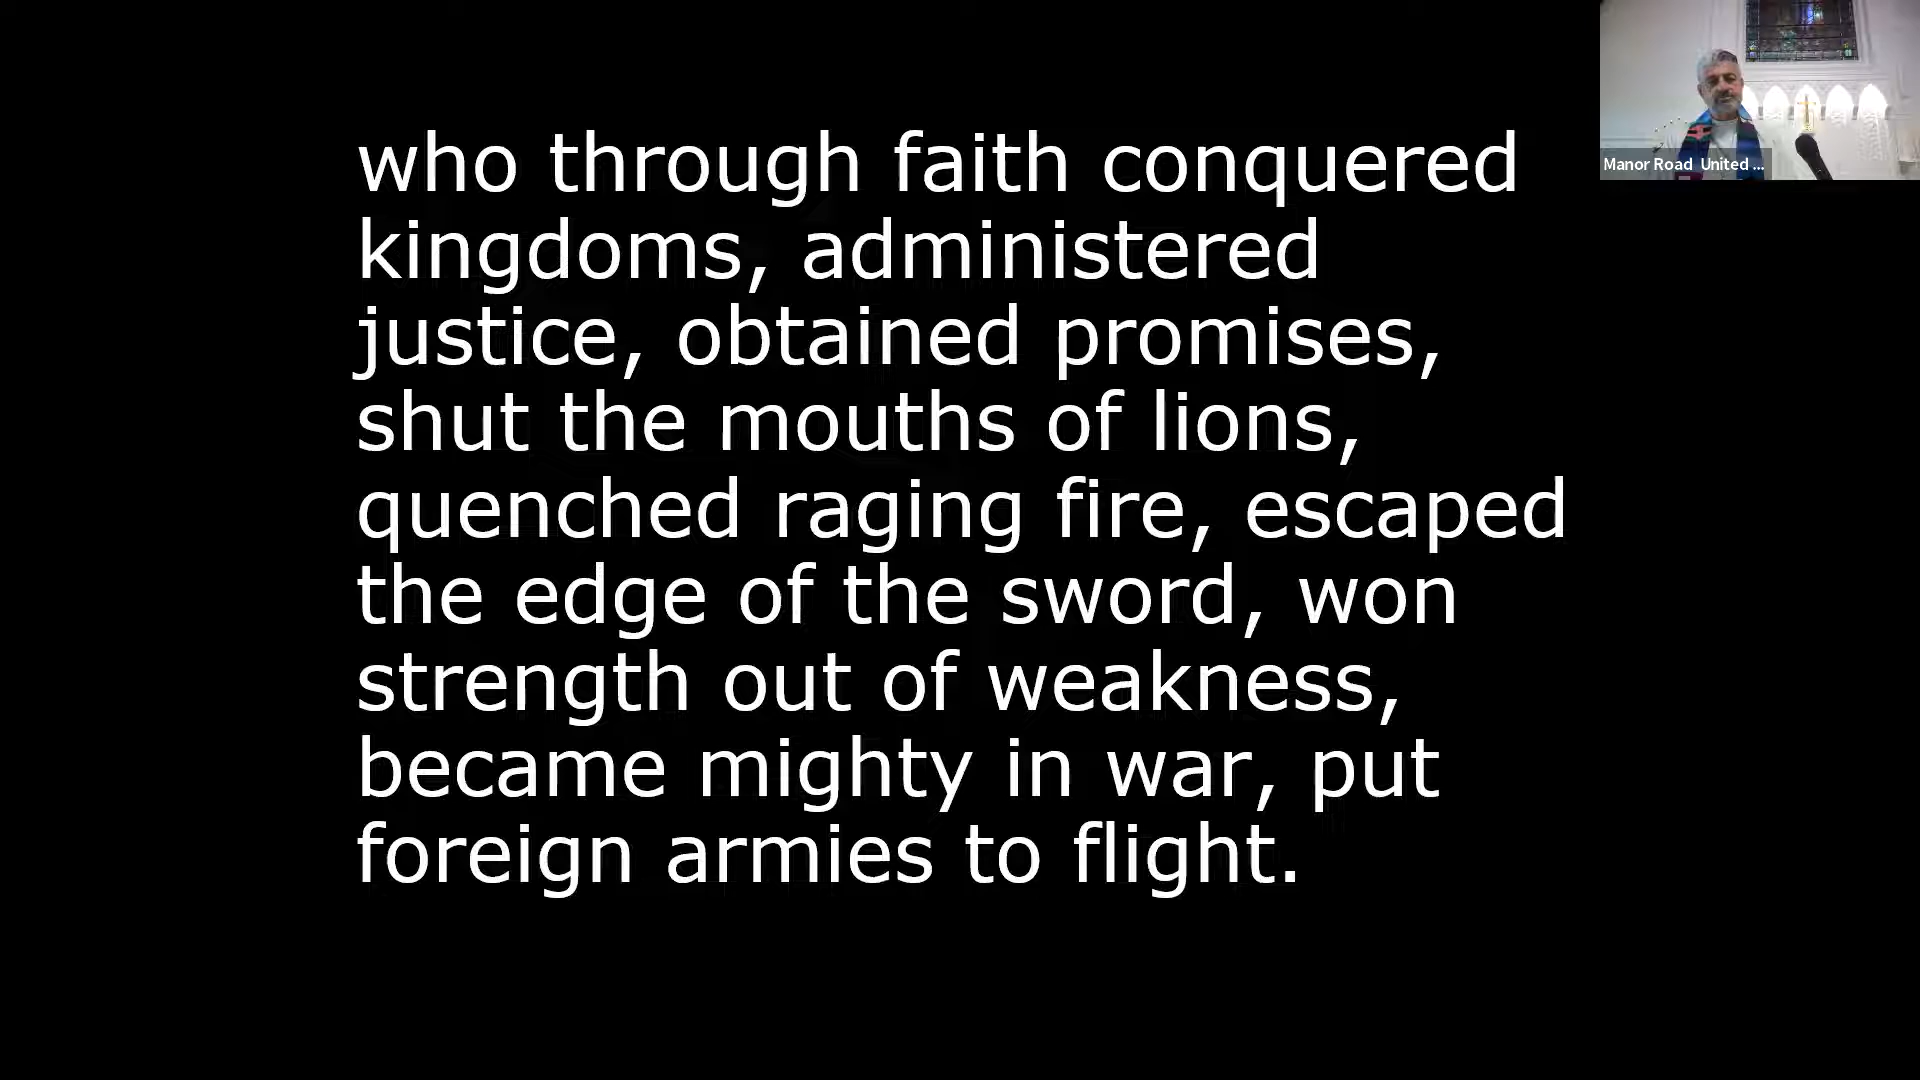 who through faith conquered
kingdoms, administered
justice, obtained promises,
shut the mouths of lions,
quenched raging fire, escaped
the edge of the sword, won
strength out of weakness,
became mighty in war, put
foreign armies to flight.
Manor Road United ...